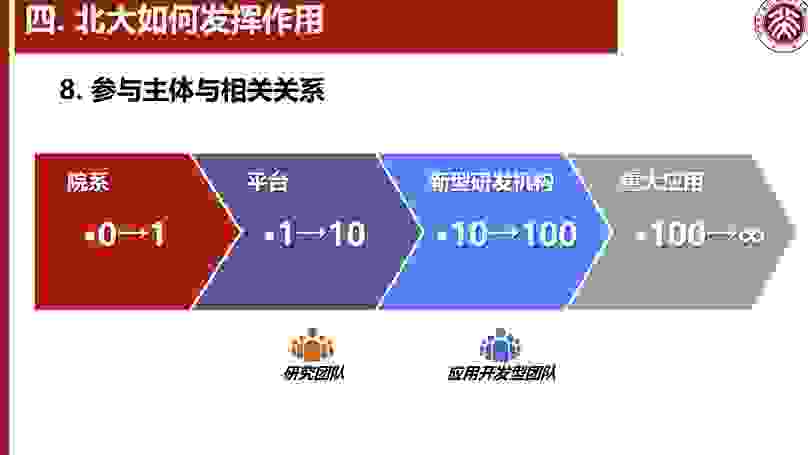 四. 北大如何发挥作用
8. 参与主体与相关关系
院系
▪0→1
平台
▪1→10
新型研发机构
▪10→100
重大应用
▪100→∞
研究团队
应用开发型团队